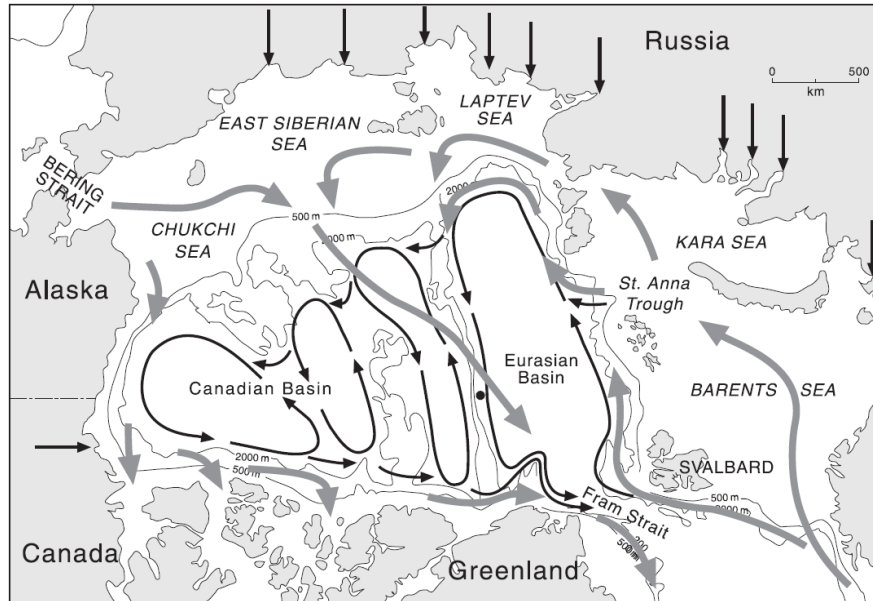 Russia
0 500
km
LAPTEV
SEA
EAST SIBERIAN
SEA
BERING
STRAIT
2000 m
500 m
CHUKCHI
SEA
KARA SEA
St. Anna
Trough
Alaska
Eurasian
Basin
Canadian Basin
BARENTS SEA
2000 m
500 m
SVALBARD
500 m
Fram Strait
Canada
Greenland
500 m